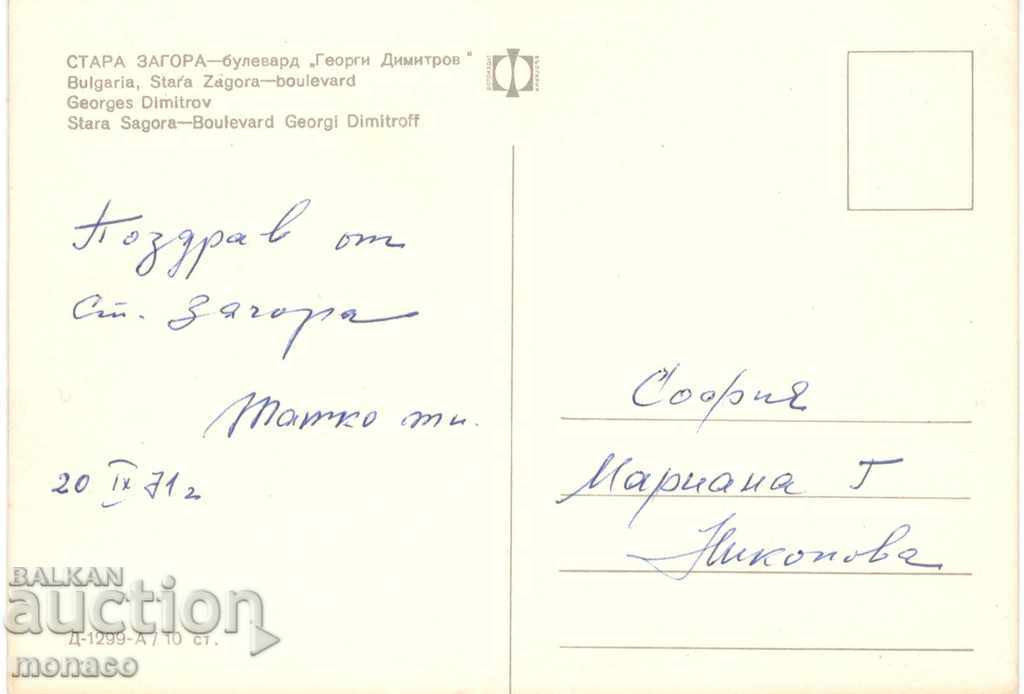 СТАРА ЗАГОРА—булевард „Георги Димитров"
Bulgaria, Stara Zagora—boulevard
Georges Dimitrov
Stara Sagora—Boulevard Georgi Dimitroff
Поздрав от
Ст. Загора
Татко ти.
20 IX 71 г
София
Мариана Г
Николова
BALKAN
auction
Д-1299-А / 10 ст.
monaco